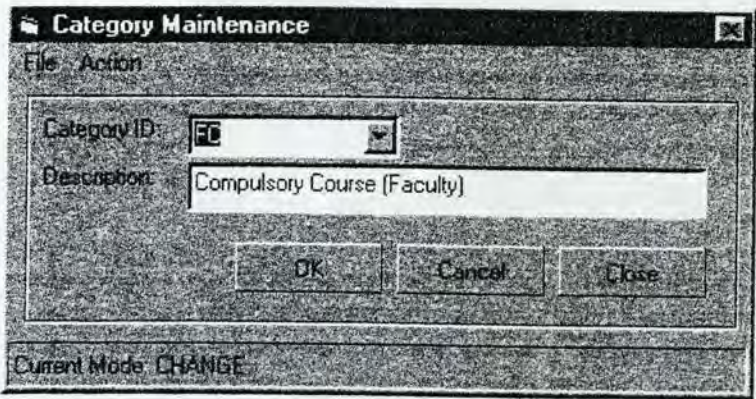 Category Maintenance
File Action
Category ID: FC
Description: Compulsory Course (Faculty)
OK Cancel Close
Current Mode: CHANGE